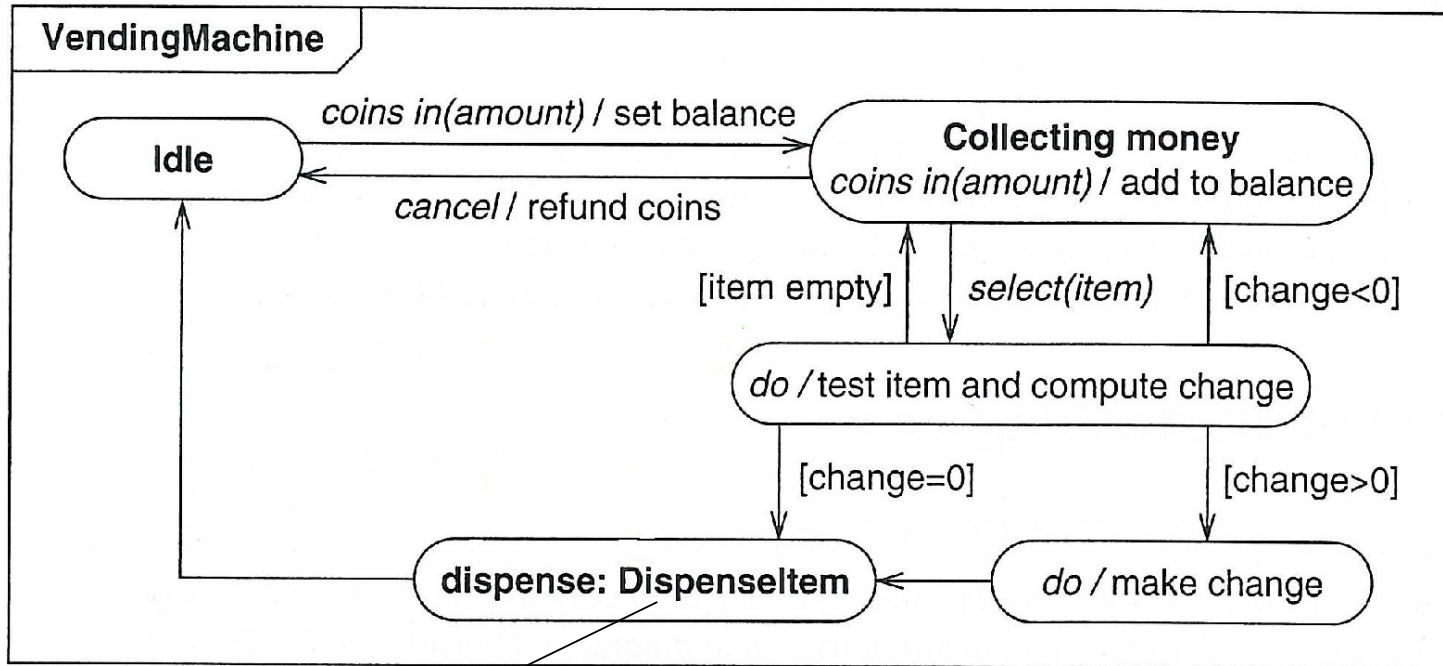 VendingMachine
coins in(amount) / set balance
Idle
cancel / refund coins
Collecting money
coins in(amount) / add to balance
[item empty]
select(item)
[change<0]
do / test item and compute change
[change=0]
[change>0]
dispense: DispenseItem
do / make change